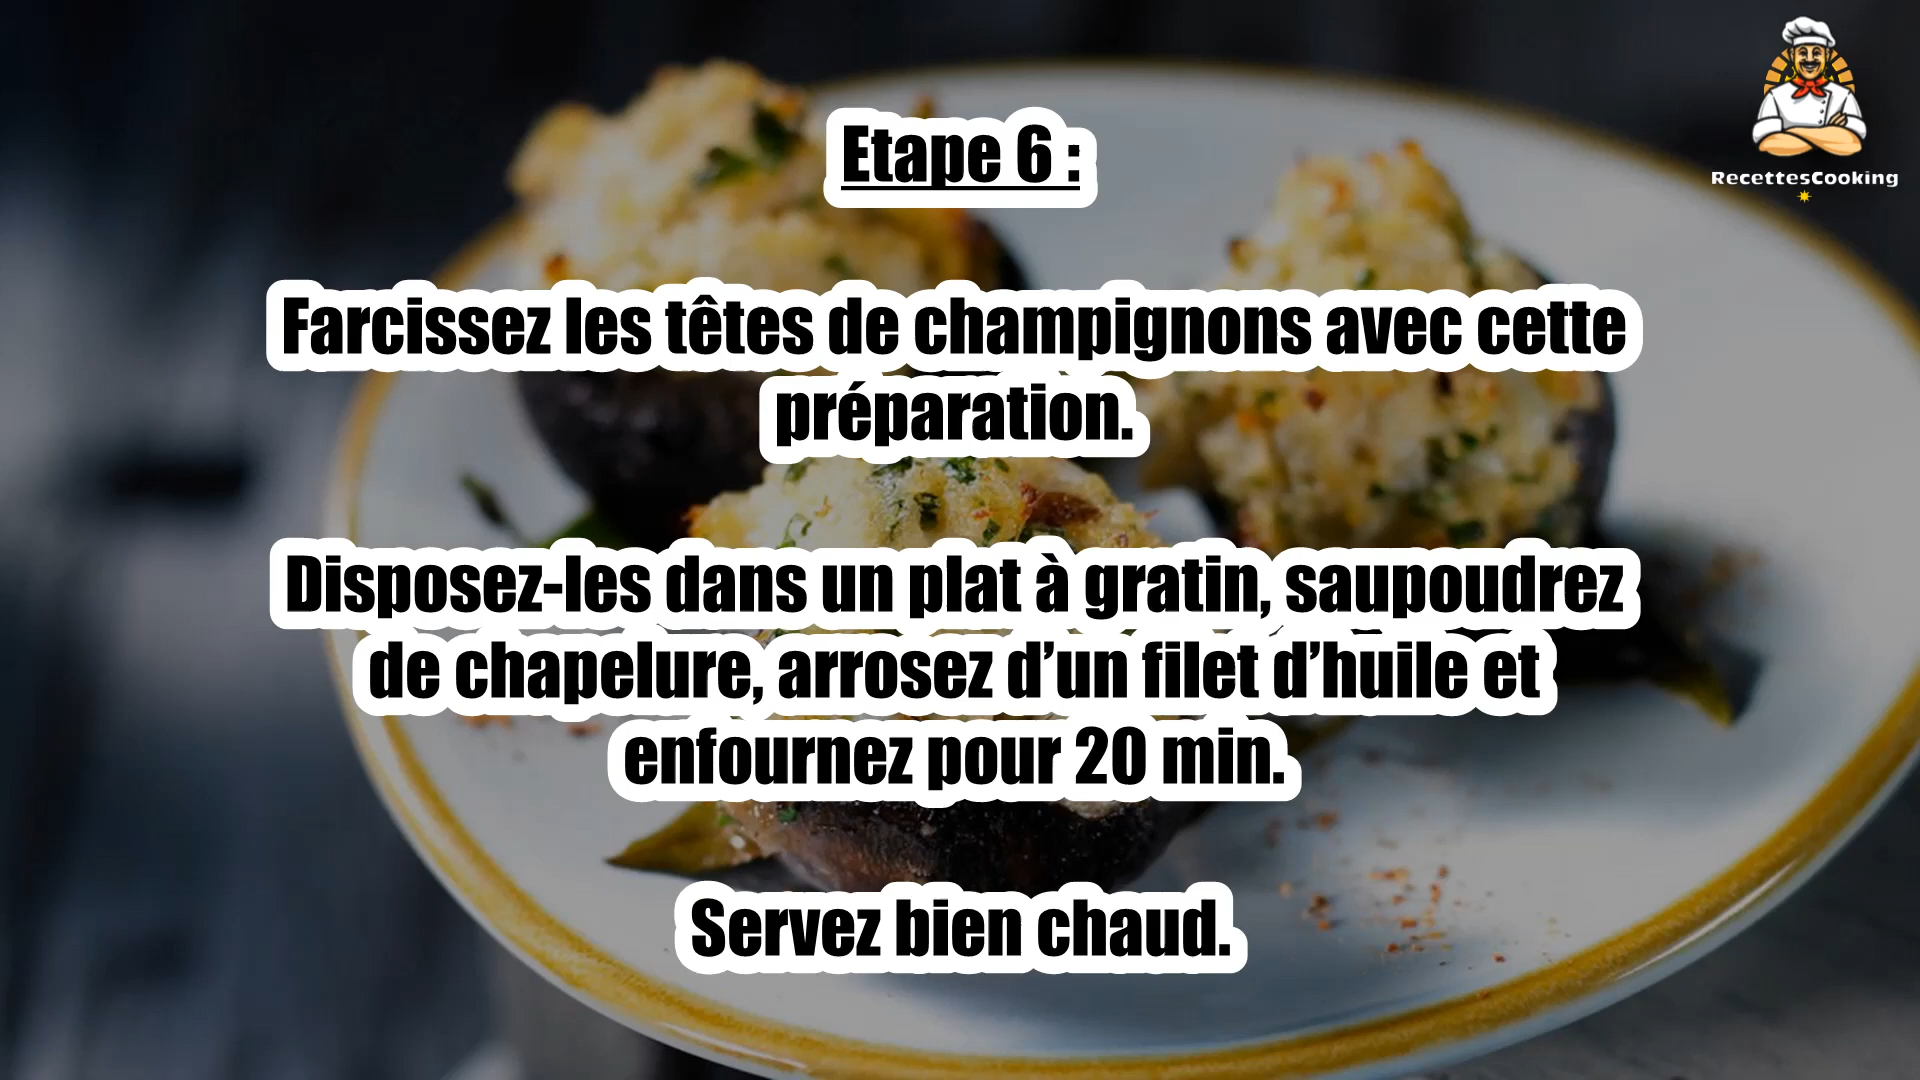 RecettesCooking
Etape 6 :
Farcissez les têtes de champignons avec cette
préparation.
Disposez-les dans un plat à gratin, saupoudrez
de chapelure, arrosez d’un filet d’huile et
enfournez pour 20 min.
Servez bien chaud.